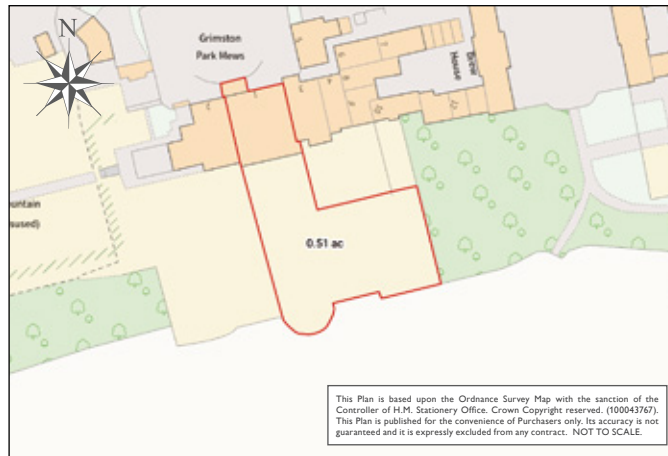 N
Grimston
Park Mews
Brew
House
ountain
sused)
0.51 ac
This Plan is based upon the Ordnance Survey Map with the sanction of the
Controller of H.M. Stationery Office. Crown Copyright reserved. (100043767).
This Plan is published for the convenience of Purchasers only. Its accuracy is not
guaranteed and it is expressly excluded from any contract. NOT TO SCALE.